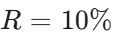 R = 10%